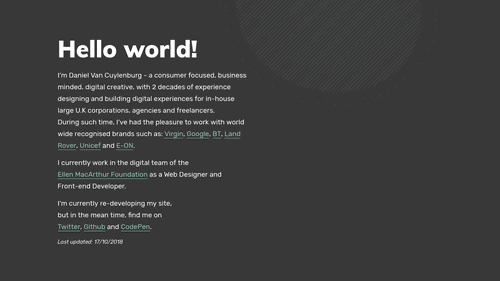 Hello world!
I'm Daniel Van Cuylenburg - a consumer focused, business
minded, digital creative, with 2 decades of experience
designing and building digital experiences for in-house
large U.K corporations, agencies and freelancers.
During such time, I've had the pleasure to work with world
wide recognised brands such as: Virgin, Google, BT, Land
Rover, Unicef and E-ON.
I currently work in the digital team of the
Ellen MacArthur Foundation as a Web Designer and
Front-end Developer.
I'm currently re-developing my site,
but in the mean time, find me on
Twitter, Github and CodePen.
Last updated: 17/10/2018